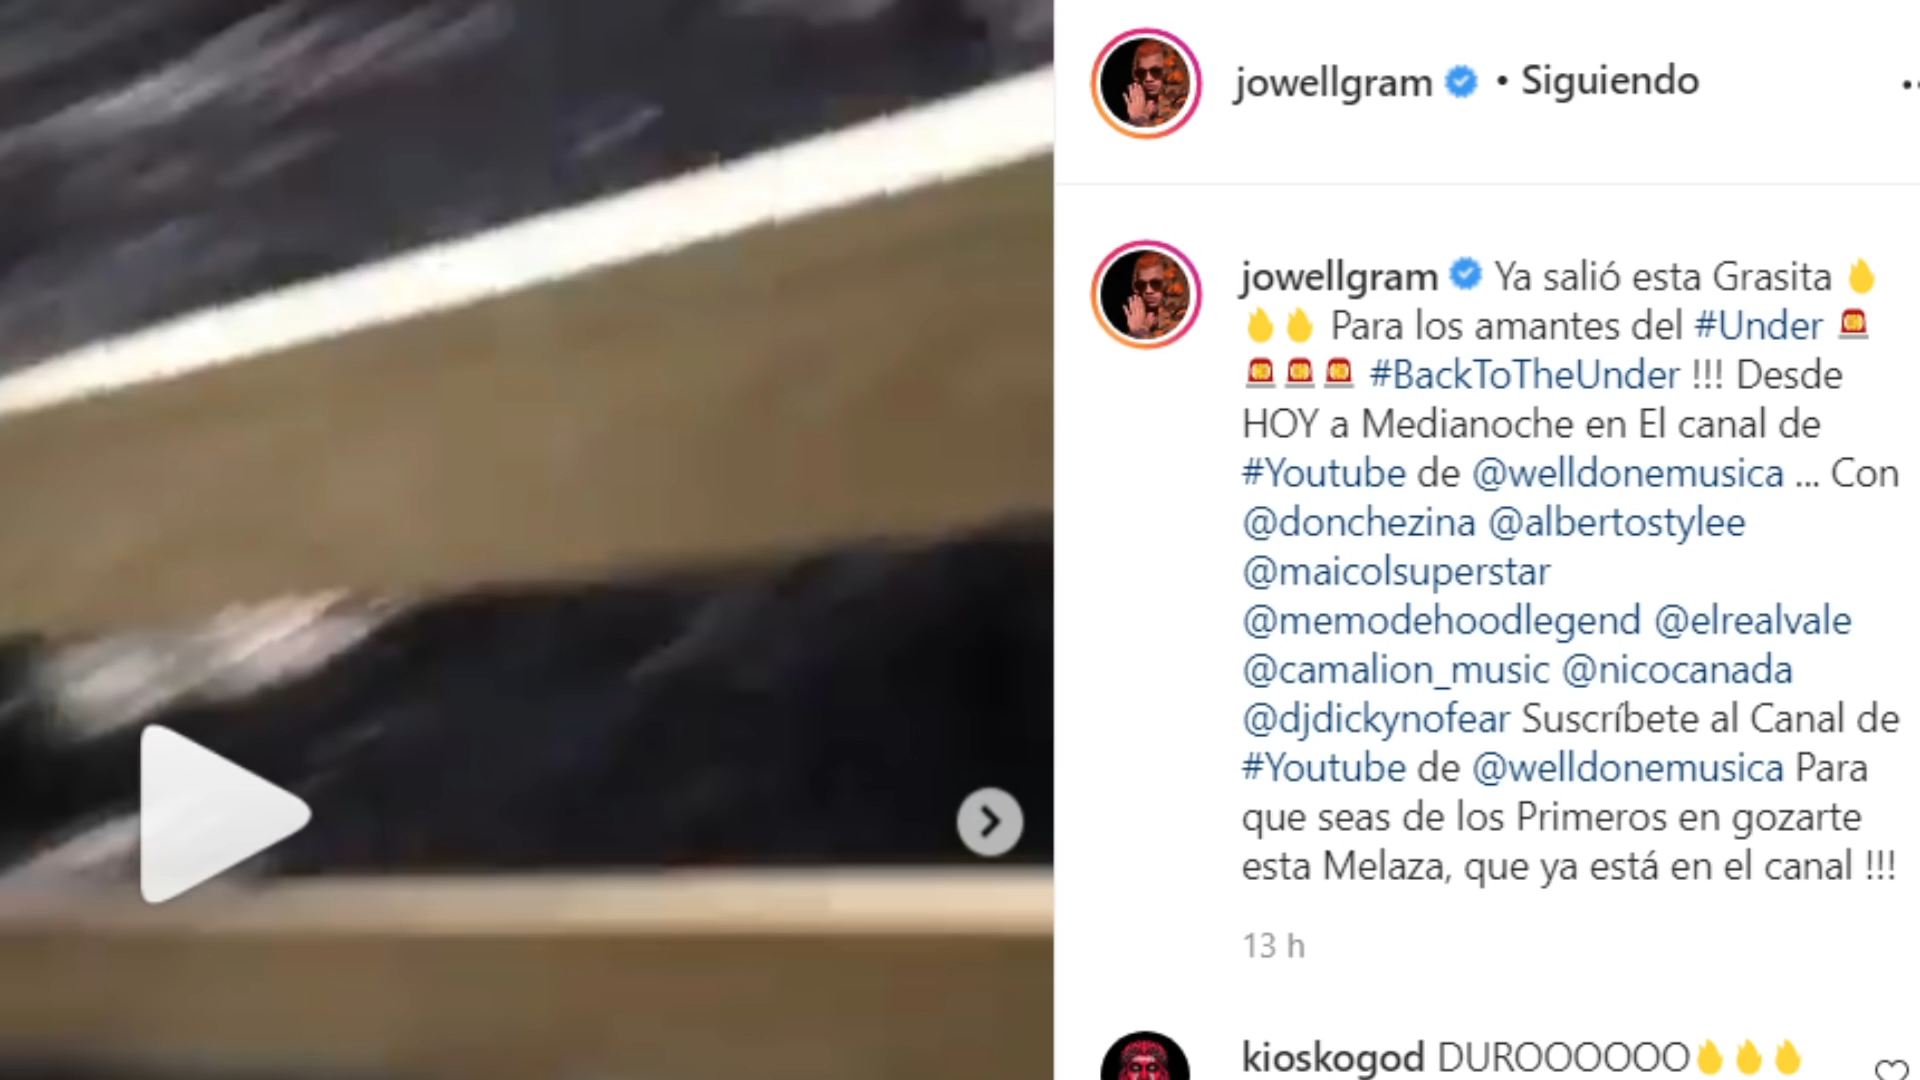 jowellgram • Siguiendo
jowellgram Ya salió esta Grasita 🔥
🔥🔥 Para los amantes del #Under 🚨
🚨🚨🚨 #BackToTheUnder !!! Desde
HOY a Medianoche en El canal de
#Youtube de @welldonemusica ... Con
@donchezina @albertostylee
@maicolsuperstar
@memodehoodlegend @elrealvale
@camalion_music @nicocanada
@djdickynofear Suscríbete al Canal de
#Youtube de @welldonemusica Para
que seas de los Primeros en gozarte
esta Melaza, que ya está en el canal !!!
13 h
kioskogod DUROOOOOO🔥🔥🔥